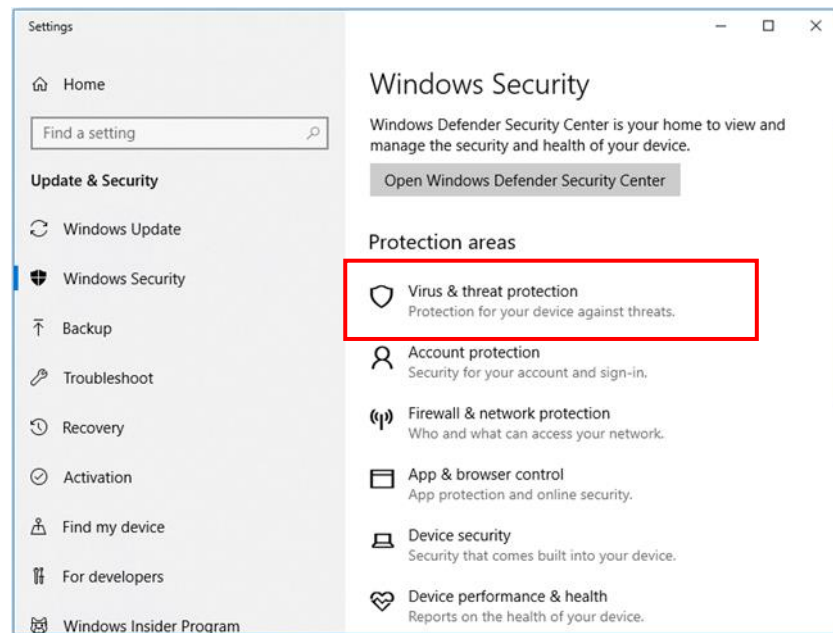 Settings
Home
Find a setting
Update & Security
Windows Update
Windows Security
Backup
Troubleshoot
Recovery
Activation
Find my device
For developers
Windows Insider Program
Windows Security
Windows Defender Security Center is your home to view and
manage the security and health of your device.
Open Windows Defender Security Center
Protection areas
Virus & threat protection
Protection for your device against threats.
Account protection
Security for your account and sign-in.
Firewall & network protection
Who and what can access your network.
App & browser control
App protection and online security.
Device security
Security that comes built into your device.
Device performance & health
Reports on the health of your device.